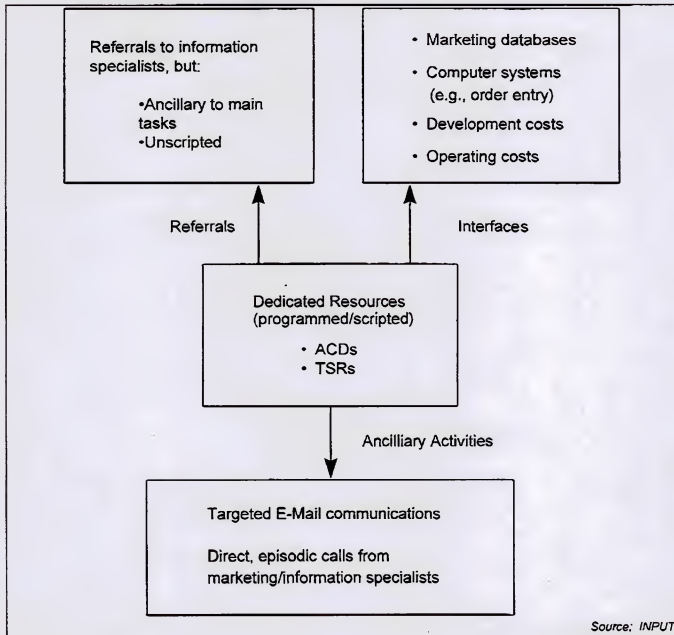 Referrals to information
specialists, but:
•Ancillary to main
tasks
•Unscripted
• Marketing databases
• Computer systems
(e.g., order entry)
• Development costs
• Operating costs
Referrals
Interfaces
Dedicated Resources
(programmed/scripted)
• ACDs
• TSRs
Ancilliary Activities
Targeted E-Mail communications
Direct, episodic calls from
marketing/information specialists
Source; INPUT